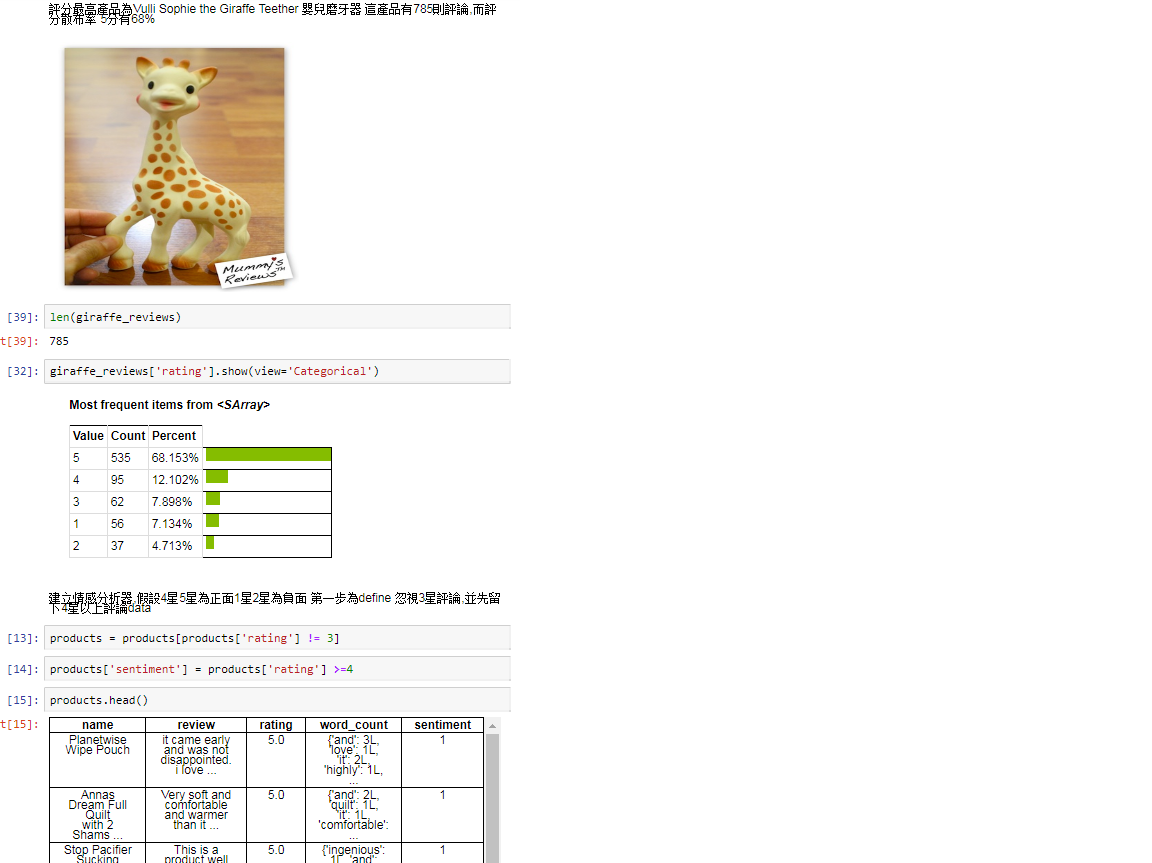 評分最高產品為Vulli Sophie the Giraffe Teether 嬰兒磨牙器 這產品有785則評論,而評
分散布率 5分有68%
Mummy's
Reviews™
[39]: len(giraffe_reviews)
t[39]: 785
[32]: giraffe_reviews['rating'].show(view='Categorical')
Most frequent items from <SArray>
Value Count Percent
5 535 68.153%
4 95 12.102%
3 62 7.898%
1 56 7.134%
2 37 4.713%
建立情感分析器,假設4星5星為正面1星2星為負面 第一步為define 忽視3星評論,並先留
下4星以上評論data
[13]: products = products[products['rating'] != 3]
[14]: products['sentiment'] = products['rating'] >=4
[15]: products.head()
t[15]: name review rating word_count sentiment
Planetwise it came early 5.0 {'and': 3L, 1
Wipe Pouch and was not 'love': 1L,
disappointed. 'it': 2L,
i love ... 'highly': 1L,
...
Annas Very soft and 5.0 {'and': 2L, 1
Dream Full comfortable 'quilt': 1L,
Quilt and warmer 'it': 1L,
with 2 than it ... 'comfortable':
Shams ... ...
Stop Pacifier This is a 5.0 {'ingenious': 1
Sucking product well 1L, 'and':